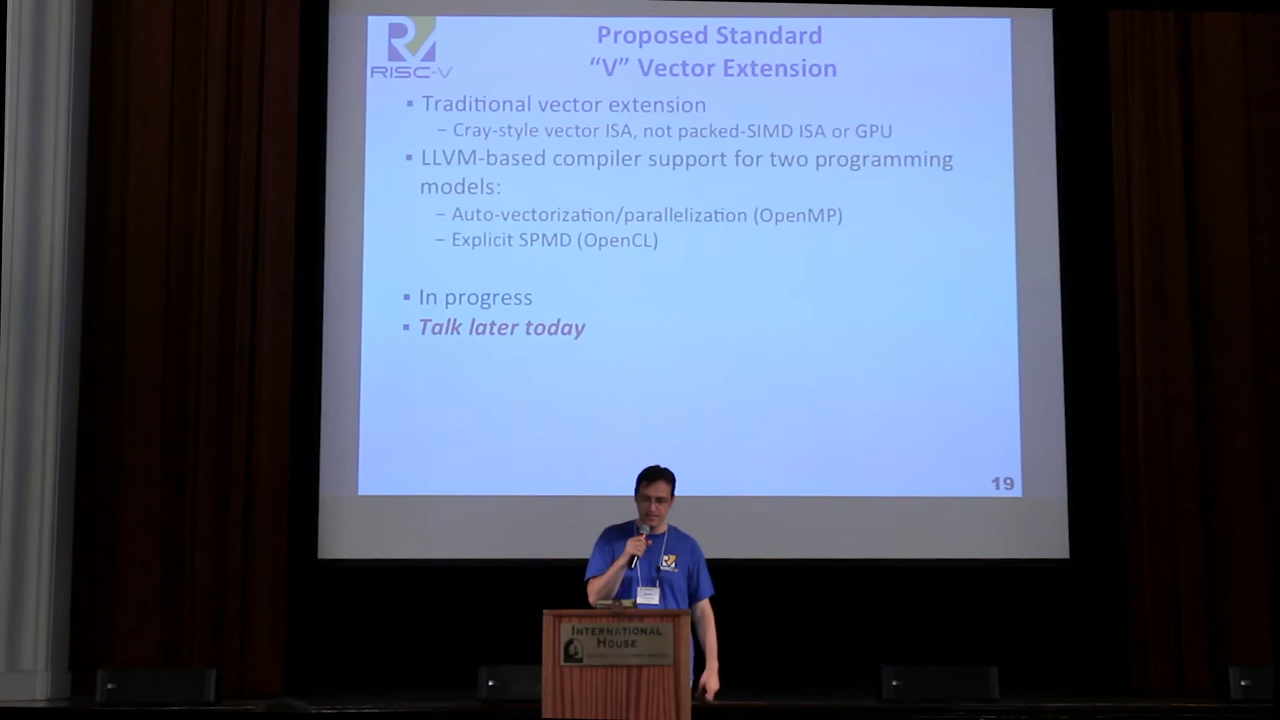 RISC-V
Proposed Standard
“V” Vector Extension
▪ Traditional vector extension
– Cray-style vector ISA, not packed-SIMD ISA or GPU
▪ LLVM-based compiler support for two programming
models:
– Auto-vectorization/parallelization (OpenMP)
– Explicit SPMD (OpenCL)
▪ In progress
▪ Talk later today
19
RISC-V
INTERNATIONAL
HOUSE